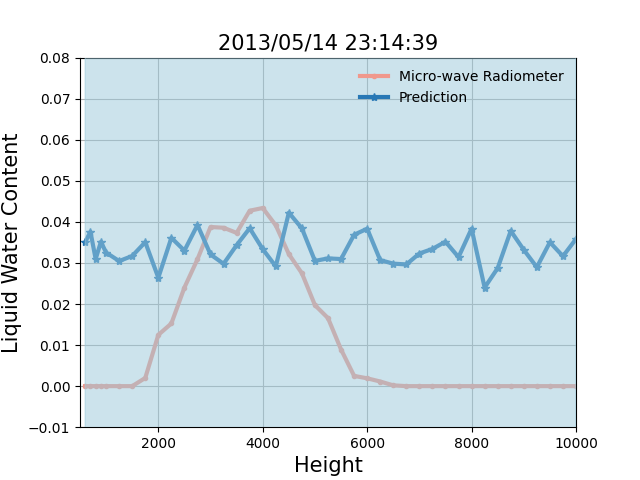 2013/05/14 23:14:39
Micro-wave Radiometer
Prediction
Liquid Water Content
0.08
0.07
0.06
0.05
0.04
0.03
0.02
0.01
0.00
−0.01
2000 4000 6000 8000 10000
Height